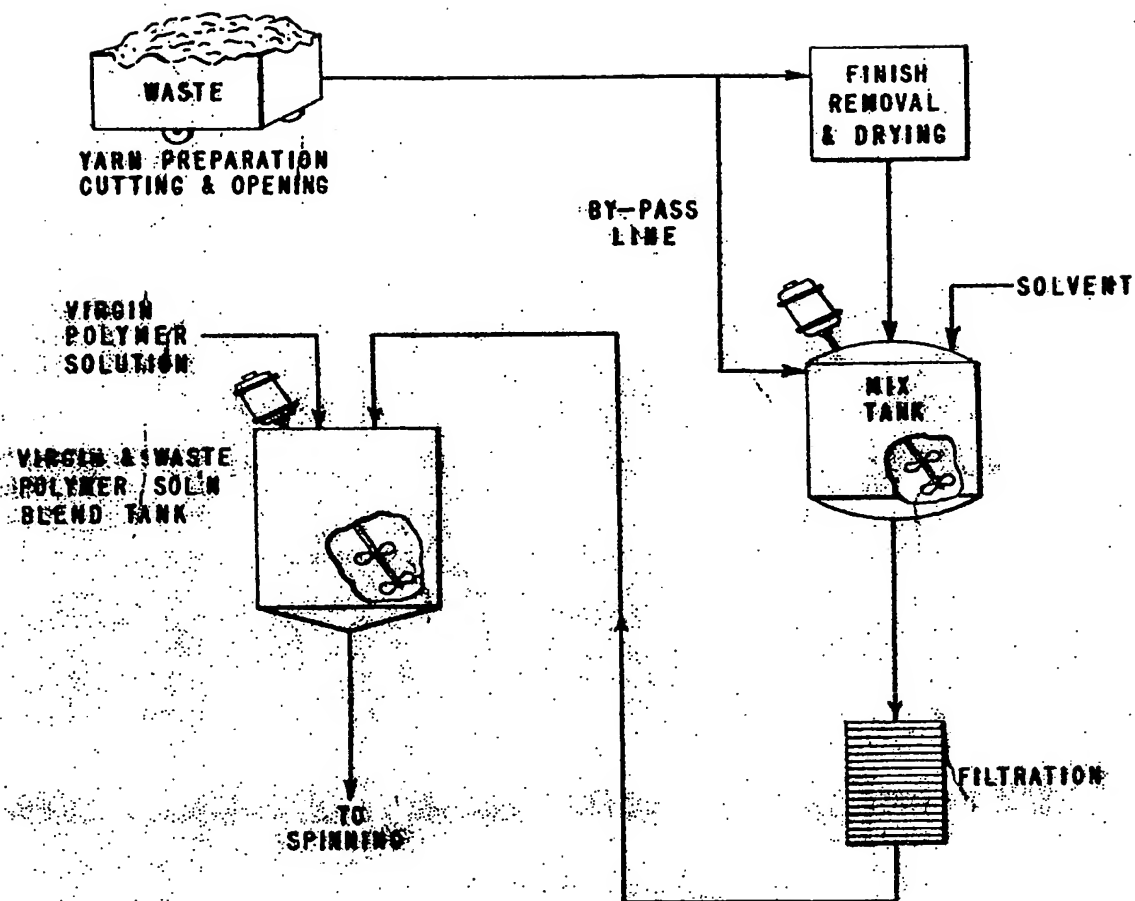 WASTE
YARN PREPARATION
CUTTING & OPENING
FINISH
REMOVAL
& DRYING
BY-PASS
LINE
SOLVENT
MIX
TANK
VIRGIN
POLYMER
SOLUTION
VIRGIN & WASTE
POLYMER SOL'N
BLEND TANK
FILTRATION
TO
SPINNING